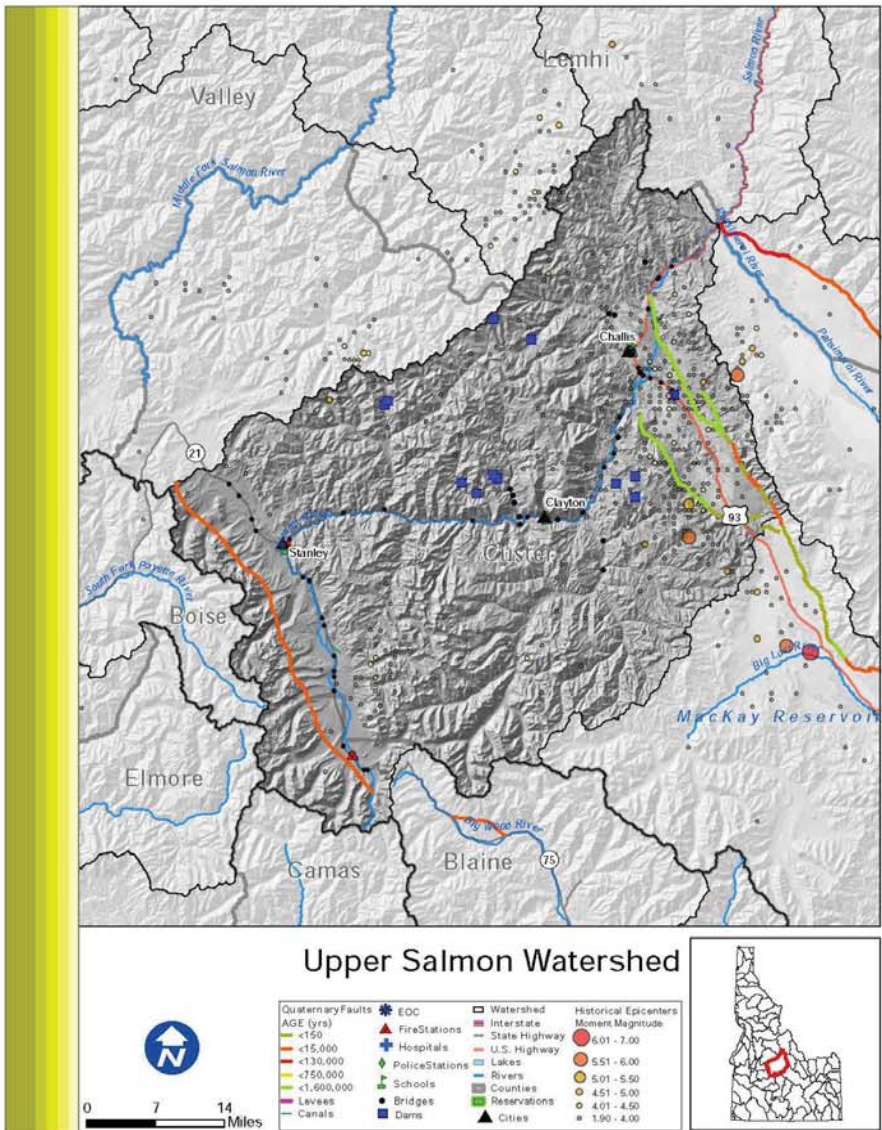 Lemhi
Salmon River
Valley
Middle Fork Salmon River
Pahsimeroi River
Challis
21
Clayton
93
Stanley
Custer
South Fork Payette River
Boise
Big Lost River
MacKay Reservoir
Elmore
Big Wood River
Camas
Blaine
75
Upper Salmon Watershed
N
0 7 14
Miles
Quaternary Faults
AGE (yrs)
<150
<15,000
<130,000
<750,000
<1,600,000
Levees
Canals
EOC
FireStations
Hospitals
PoliceStations
Schools
Bridges
Dams
Watershed
Interstate
State Highway
U.S. Highway
Lakes
Rivers
Counties
Reservations
Cities
Historical Epicenters
Moment Magnitude
6.01 - 7.00
5.51 - 6.00
5.01 - 5.50
4.51 - 5.00
4.01 - 4.50
1.90 - 4.00